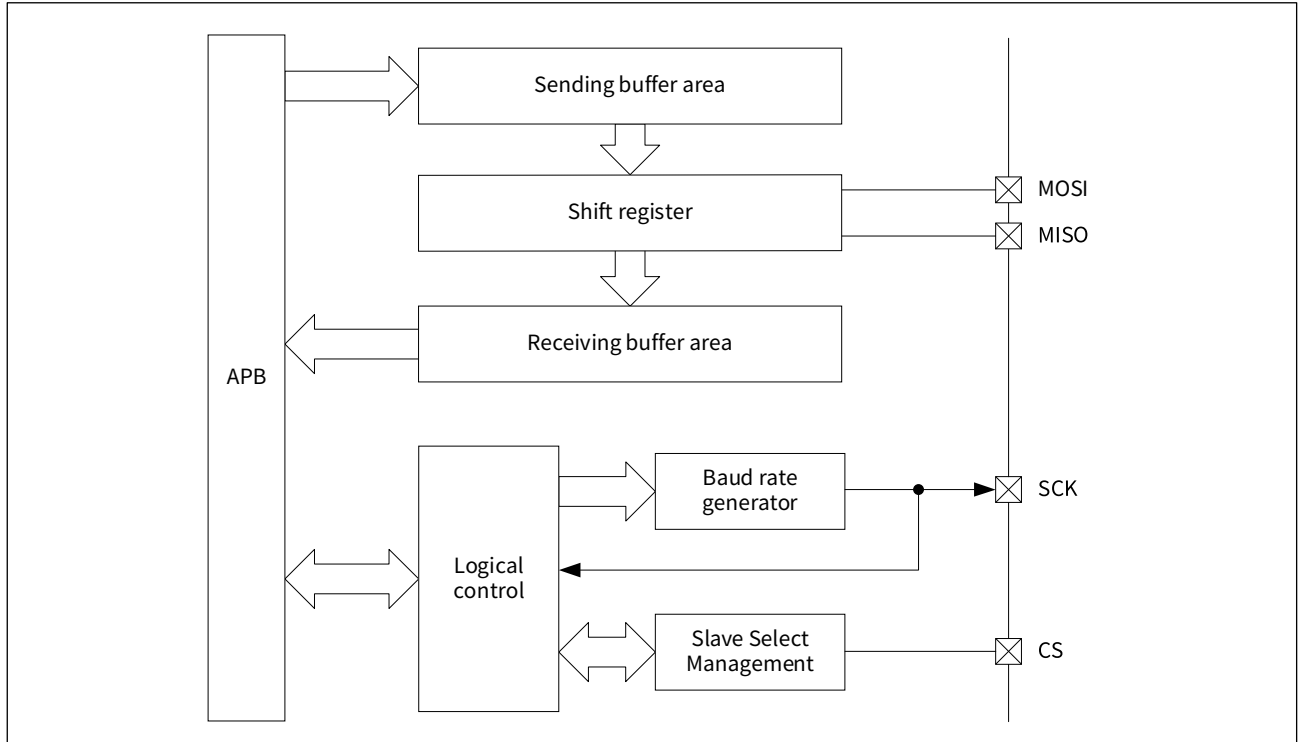 Sending buffer area
Shift register
MOSI
MISO
Receiving buffer area
APB
Baud rate
generator
SCK
Logical
control
Slave Select
Management
CS